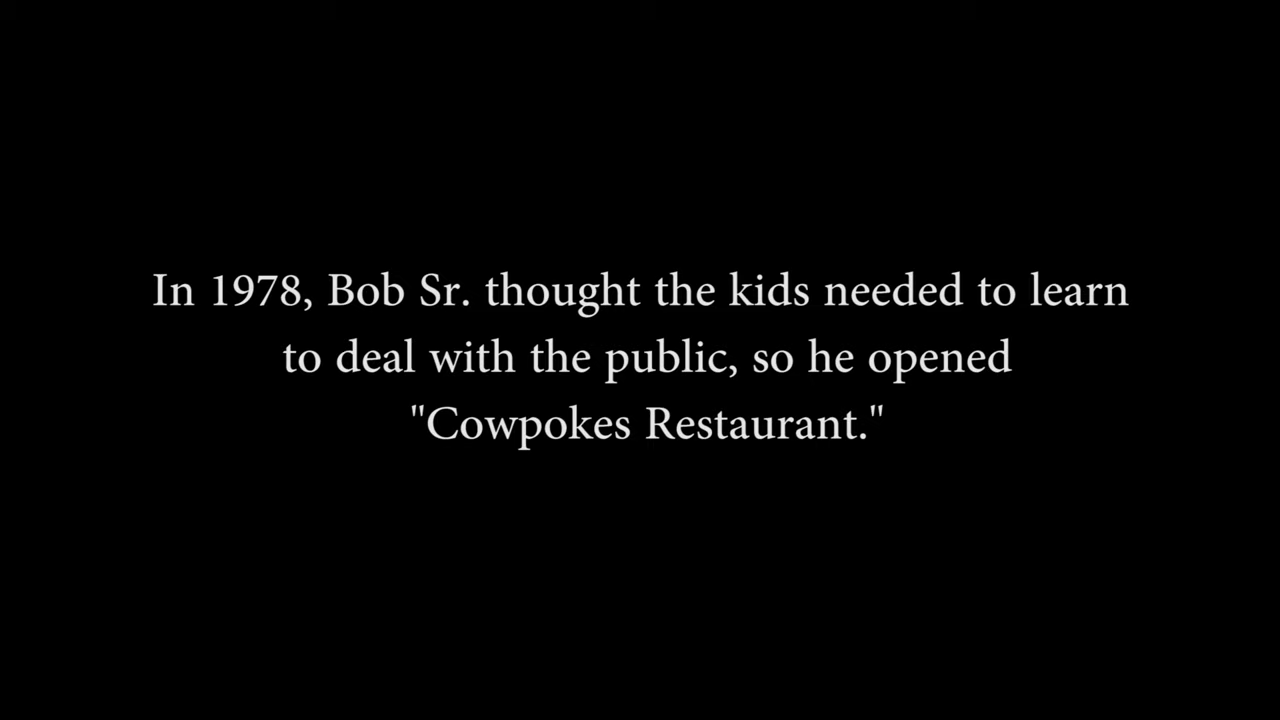 In 1978, Bob Sr. thought the kids needed to learn
to deal with the public, so he opened
"Cowpokes Restaurant."